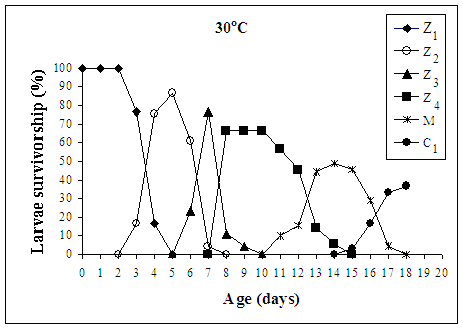 30°C
Z1
Z2
Z3
Z4
M
C1
Larvae survivorship (%)
100
90
80
70
60
50
40
30
20
10
0
0 1 2 3 4 5 6 7 8 9 10 11 12 13 14 15 16 17 18 19 20
Age (days)